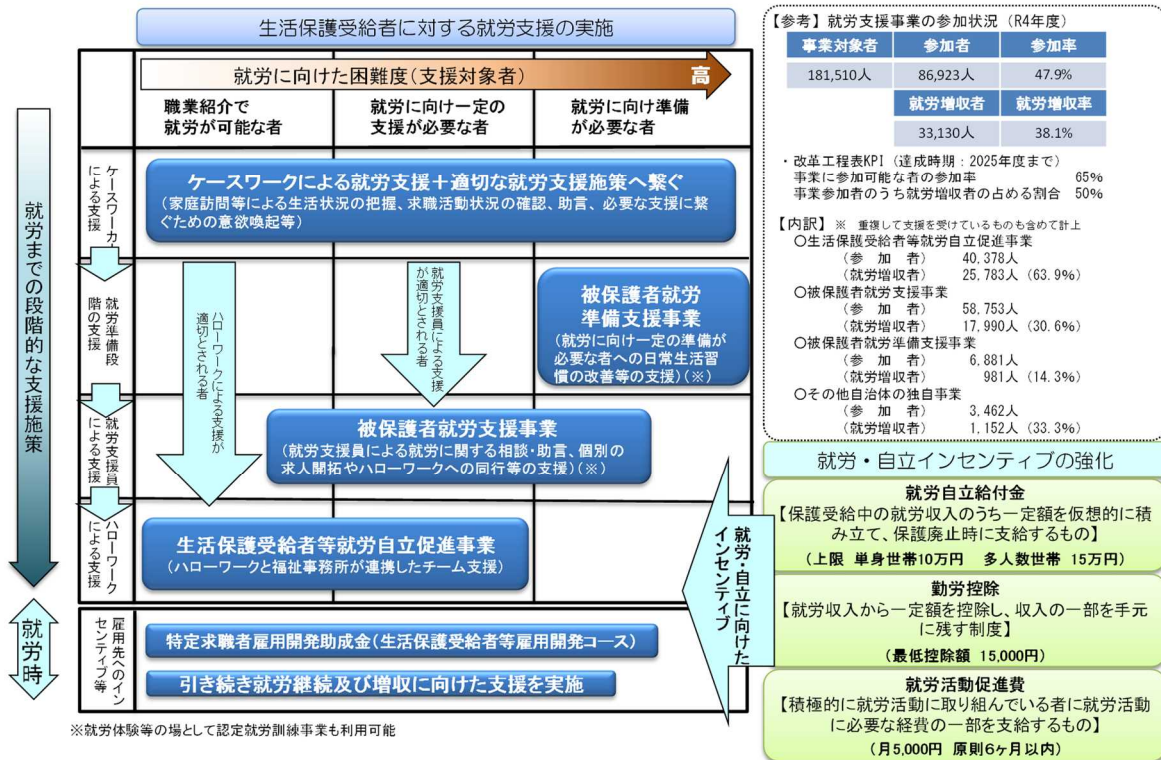 生活保護受給者に対する就労支援の実施
就労に向けた困難度(支援対象者)
高
職業紹介で
就労が可能な者
就労に向け一定の
支援が必要な者
就労に向け準備
が必要な者
就労までの段階的な支援施策
就労時
ケースワーカー
による支援
ケースワークによる就労支援+適切な就労支援施策へ繋ぐ
(家庭訪問等による生活状況の把握、求職活動状況の確認、助言、必要な支援に繋
ぐための意欲喚起等)
就労準備段
階の支援
ハローワークによる支援が
適切とされる者
就労支援員による支援
が適切とされる者
被保護者就労
準備支援事業
(就労に向け一定の準備が
必要な者への日常生活習
慣の改善等の支援)(※)
就労支援員
による支援
被保護者就労支援事業
(就労支援員による就労に関する相談・助言、個別の
求人開拓やハローワークへの同行等の支援)(※)
ハローワーク
による支援
生活保護受給者等就労自立促進事業
(ハローワークと福祉事務所が連携したチーム支援)
雇用先へのイン
センティブ等
特定求職者雇用開発助成金(生活保護受給者等雇用開発コース)
引き続き就労継続及び増収に向けた支援を実施
※就労体験等の場として認定就労訓練事業も利用可能
就労・自立に向けた
インセンティブ
【参考】就労支援事業の参加状況(R4年度)
事業対象者 参加者 参加率
181,510人 86,923人 47.9%
就労増収者 就労増収率
33,130人 38.1%
・改革工程表KPI(達成時期:2025年度まで)
事業に参加可能な者の参加率 65%
事業参加者のうち就労増収者の占める割合 50%
【内訳】※ 重複して支援を受けているものも含めて計上
○生活保護受給者等就労自立促進事業
(参 加 者) 40,378人
(就労増収者) 25,783人(63.9%)
○被保護者就労支援事業
(参 加 者) 58,753人
(就労増収者) 17,990人(30.6%)
○被保護者就労準備支援事業
(参 加 者) 6,881人
(就労増収者) 981人(14.3%)
○その他自治体の独自事業
(参 加 者) 3,462人
(就労増収者) 1,152人(33.3%)
就労・自立インセンティブの強化
就労自立給付金
【保護受給中の就労収入のうち一定額を仮想的に積
み立て、保護廃止時に支給するもの】
(上限 単身世帯10万円 多人数世帯 15万円)
勤労控除
【就労収入から一定額を控除し、収入の一部を手元
に残す制度】
(最低控除額 15,000円)
就労活動促進費
【積極的に就労活動に取り組んでいる者に就労活動
に必要な経費の一部を支給するもの】
(月5,000円 原則6ヶ月以内)